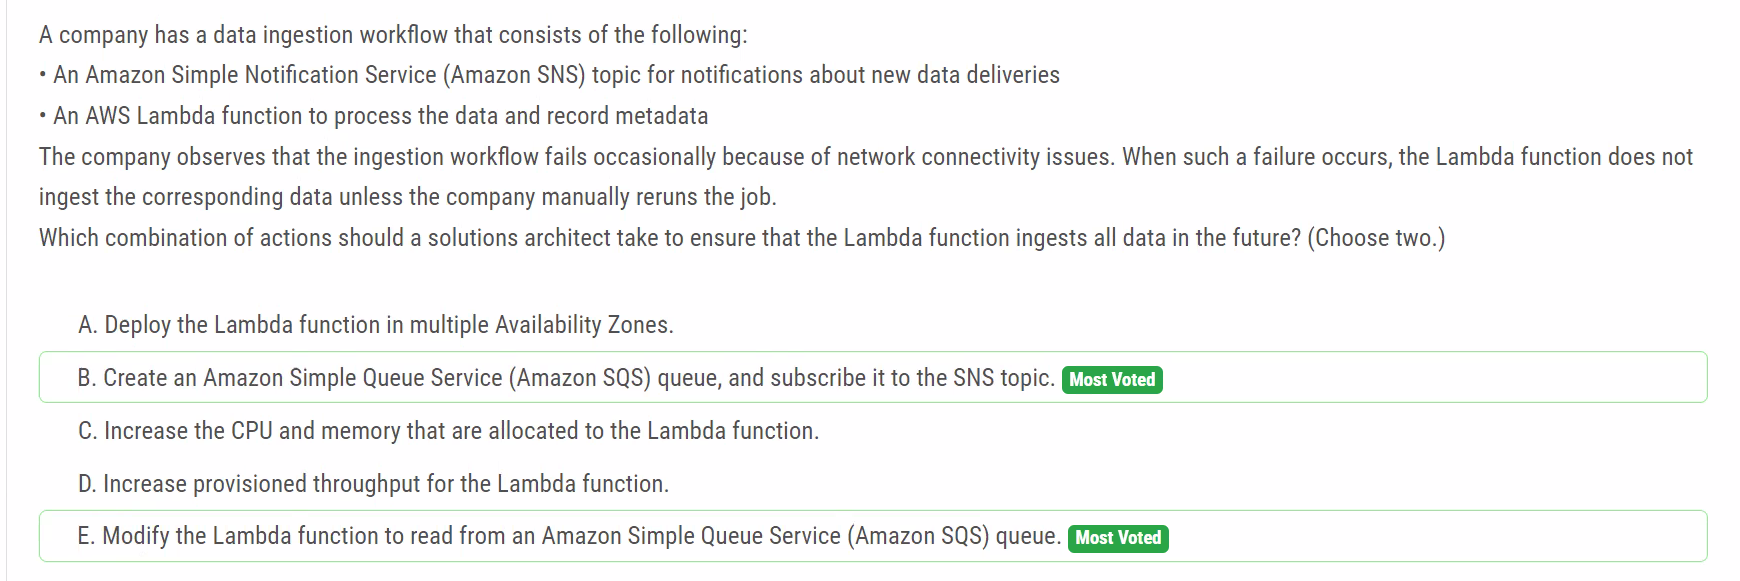 A company has a data ingestion workflow that consists of the following:
• An Amazon Simple Notification Service (Amazon SNS) topic for notifications about new data deliveries
• An AWS Lambda function to process the data and record metadata
The company observes that the ingestion workflow fails occasionally because of network connectivity issues. When such a failure occurs, the Lambda function does not
ingest the corresponding data unless the company manually reruns the job.
Which combination of actions should a solutions architect take to ensure that the Lambda function ingests all data in the future? (Choose two.)
A. Deploy the Lambda function in multiple Availability Zones.
B. Create an Amazon Simple Queue Service (Amazon SQS) queue, and subscribe it to the SNS topic. Most Voted
C. Increase the CPU and memory that are allocated to the Lambda function.
D. Increase provisioned throughput for the Lambda function.
E. Modify the Lambda function to read from an Amazon Simple Queue Service (Amazon SQS) queue. Most Voted